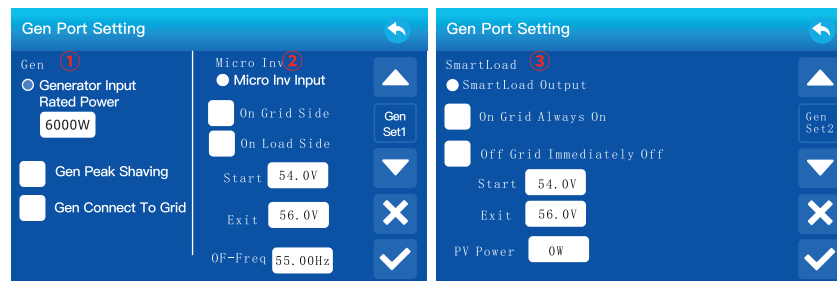 Gen Port Setting
Gen ①
Generator Input
Rated Power
6000W
Gen Peak Shaving
Gen Connect To Grid
Micro Inv ②
Micro Inv Input
On Grid Side
On Load Side
Start 54.0V
Exit 56.0V
OF-Freq 55.00Hz
Gen
Set1
Gen Port Setting
SmartLoad ③
SmartLoad Output
On Grid Always On
Off Grid Immediately Off
Start 54.0V
Exit 56.0V
PV Power 0W
Gen
Set2